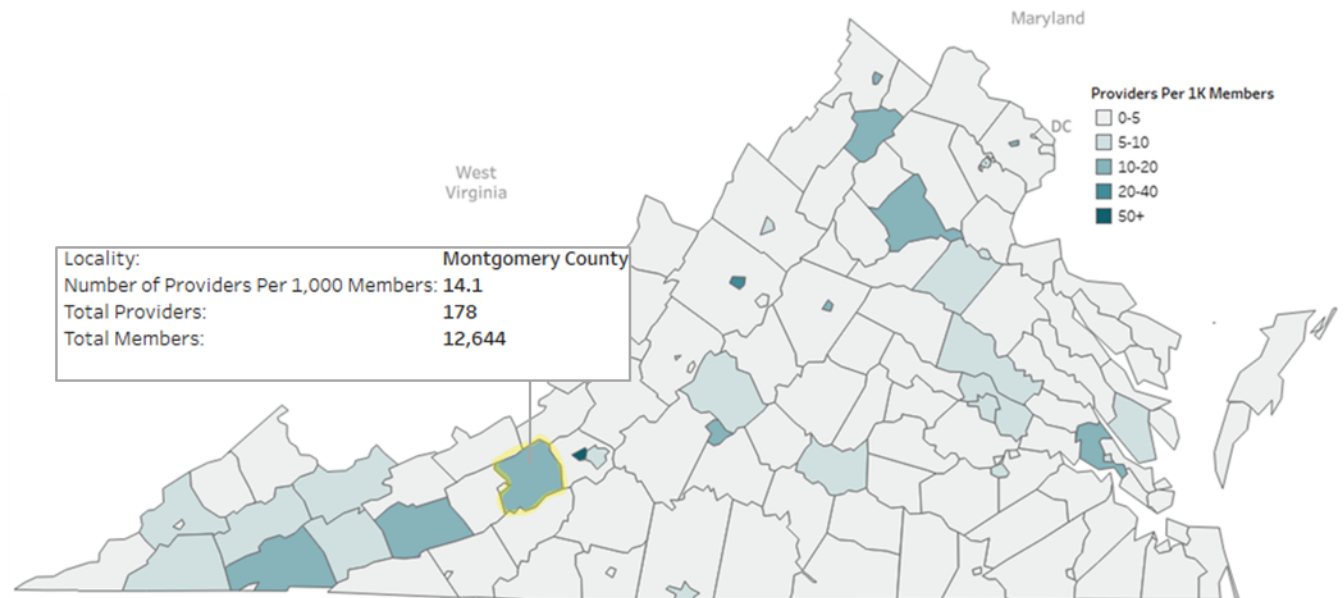 Maryland
Providers Per 1K Members
0-5
DC
5-10
10-20
20-40
50+
West
Virginia
Locality: Montgomery County
Number of Providers Per 1,000 Members: 14.1
Total Providers: 178
Total Members: 12,644